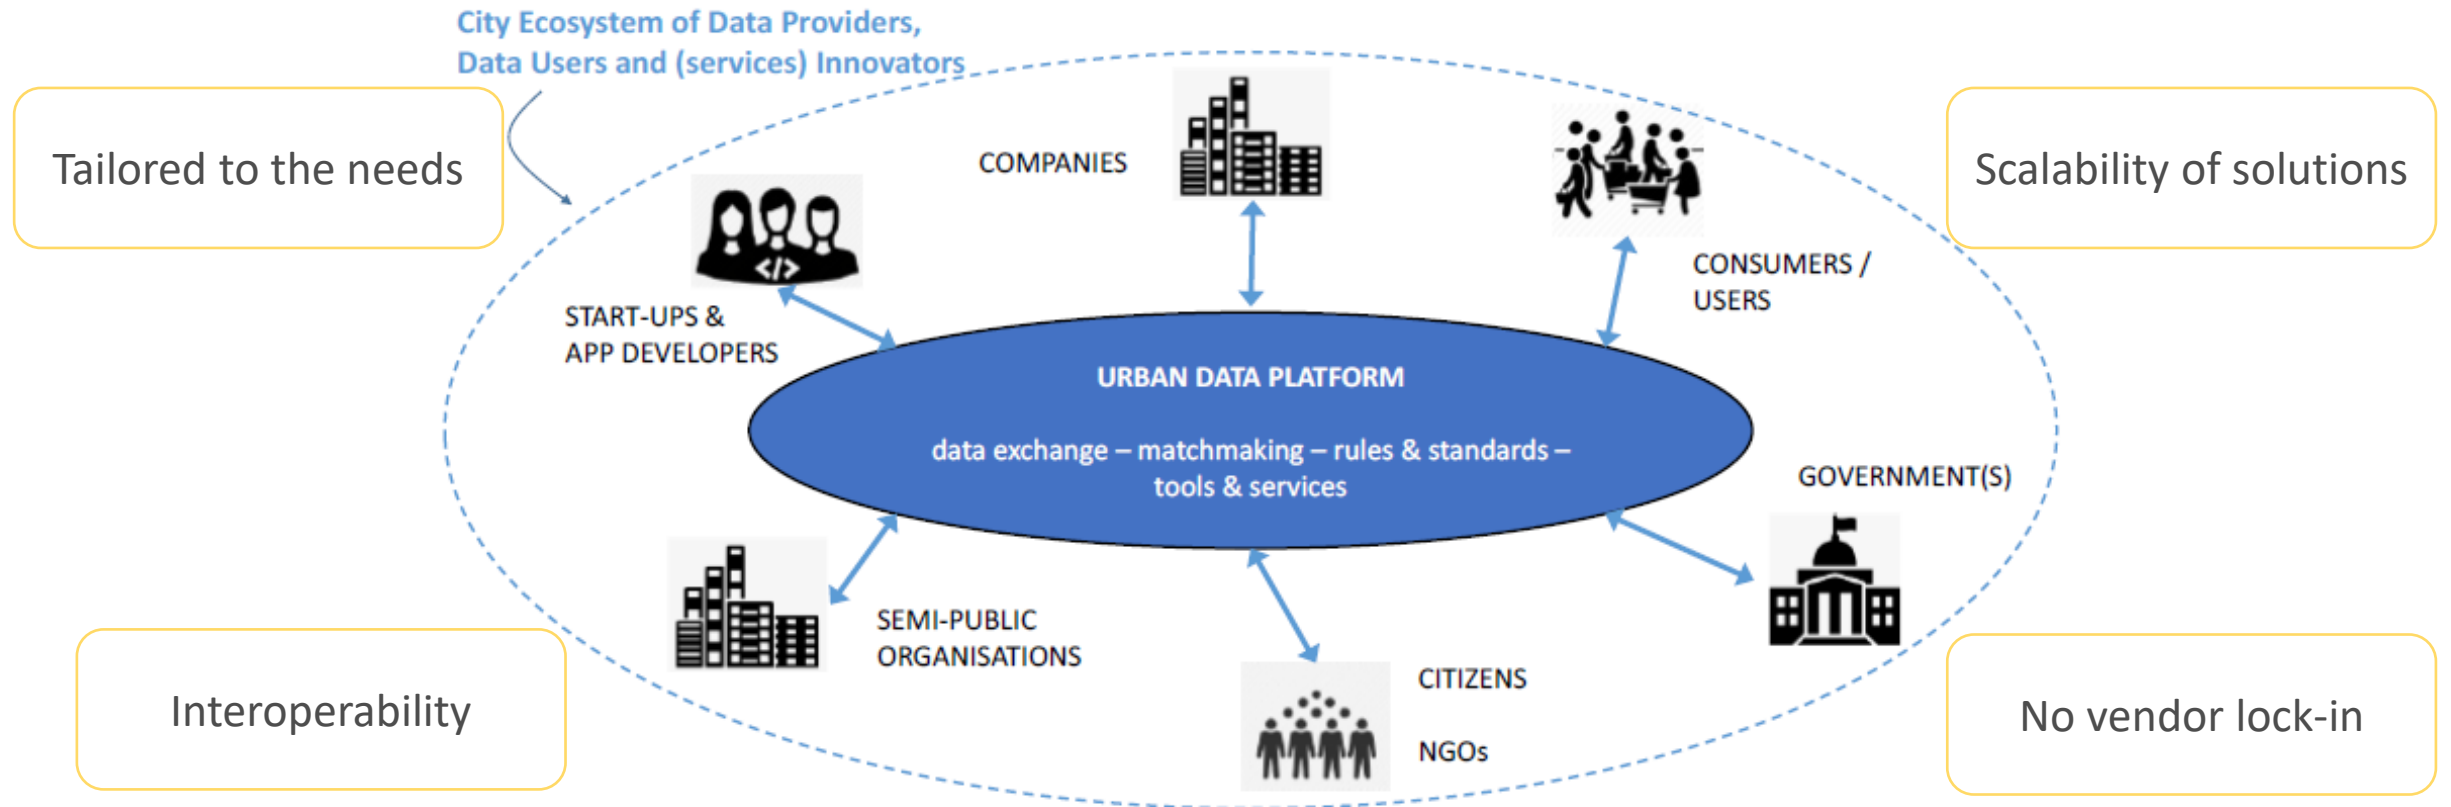 City Ecosystem of Data Providers,
Data Users and (services) Innovators
Tailored to the needs
Scalability of solutions
COMPANIES
</>
START-UPS &
APP DEVELOPERS
CONSUMERS /
USERS
URBAN DATA PLATFORM
data exchange – matchmaking – rules & standards –
tools & services
GOVERNMENT(S)
SEMI-PUBLIC
ORGANISATIONS
CITIZENS
NGOs
Interoperability
No vendor lock-in